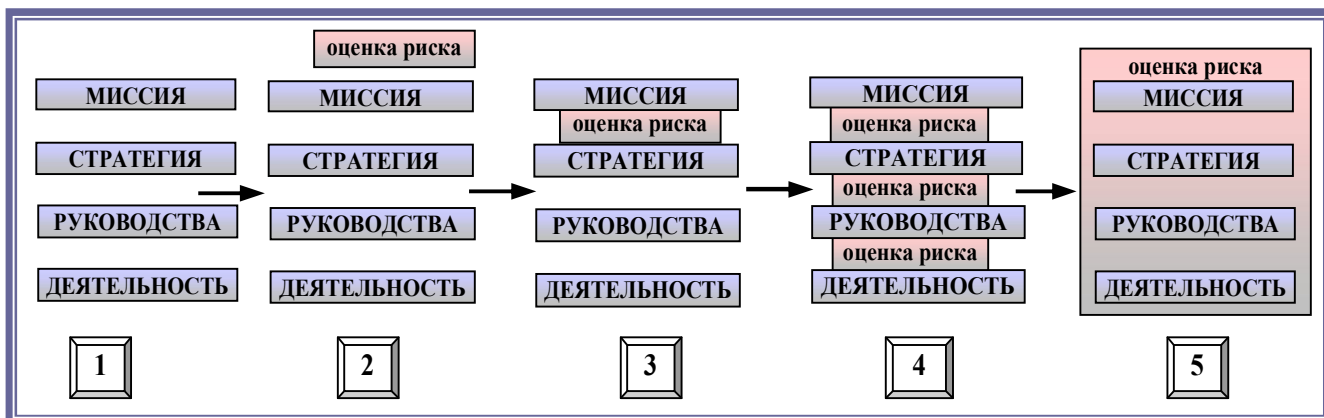 МИССИЯ
СТРАТЕГИЯ
РУКОВОДСТВА
ДЕЯТЕЛЬНОСТЬ
1
оценка риска
МИССИЯ
СТРАТЕГИЯ
РУКОВОДСТВА
ДЕЯТЕЛЬНОСТЬ
2
МИССИЯ
оценка риска
СТРАТЕГИЯ
РУКОВОДСТВА
ДЕЯТЕЛЬНОСТЬ
3
МИССИЯ
оценка риска
СТРАТЕГИЯ
оценка риска
РУКОВОДСТВА
оценка риска
ДЕЯТЕЛЬНОСТЬ
4
оценка риска
МИССИЯ
СТРАТЕГИЯ
РУКОВОДСТВА
ДЕЯТЕЛЬНОСТЬ
5